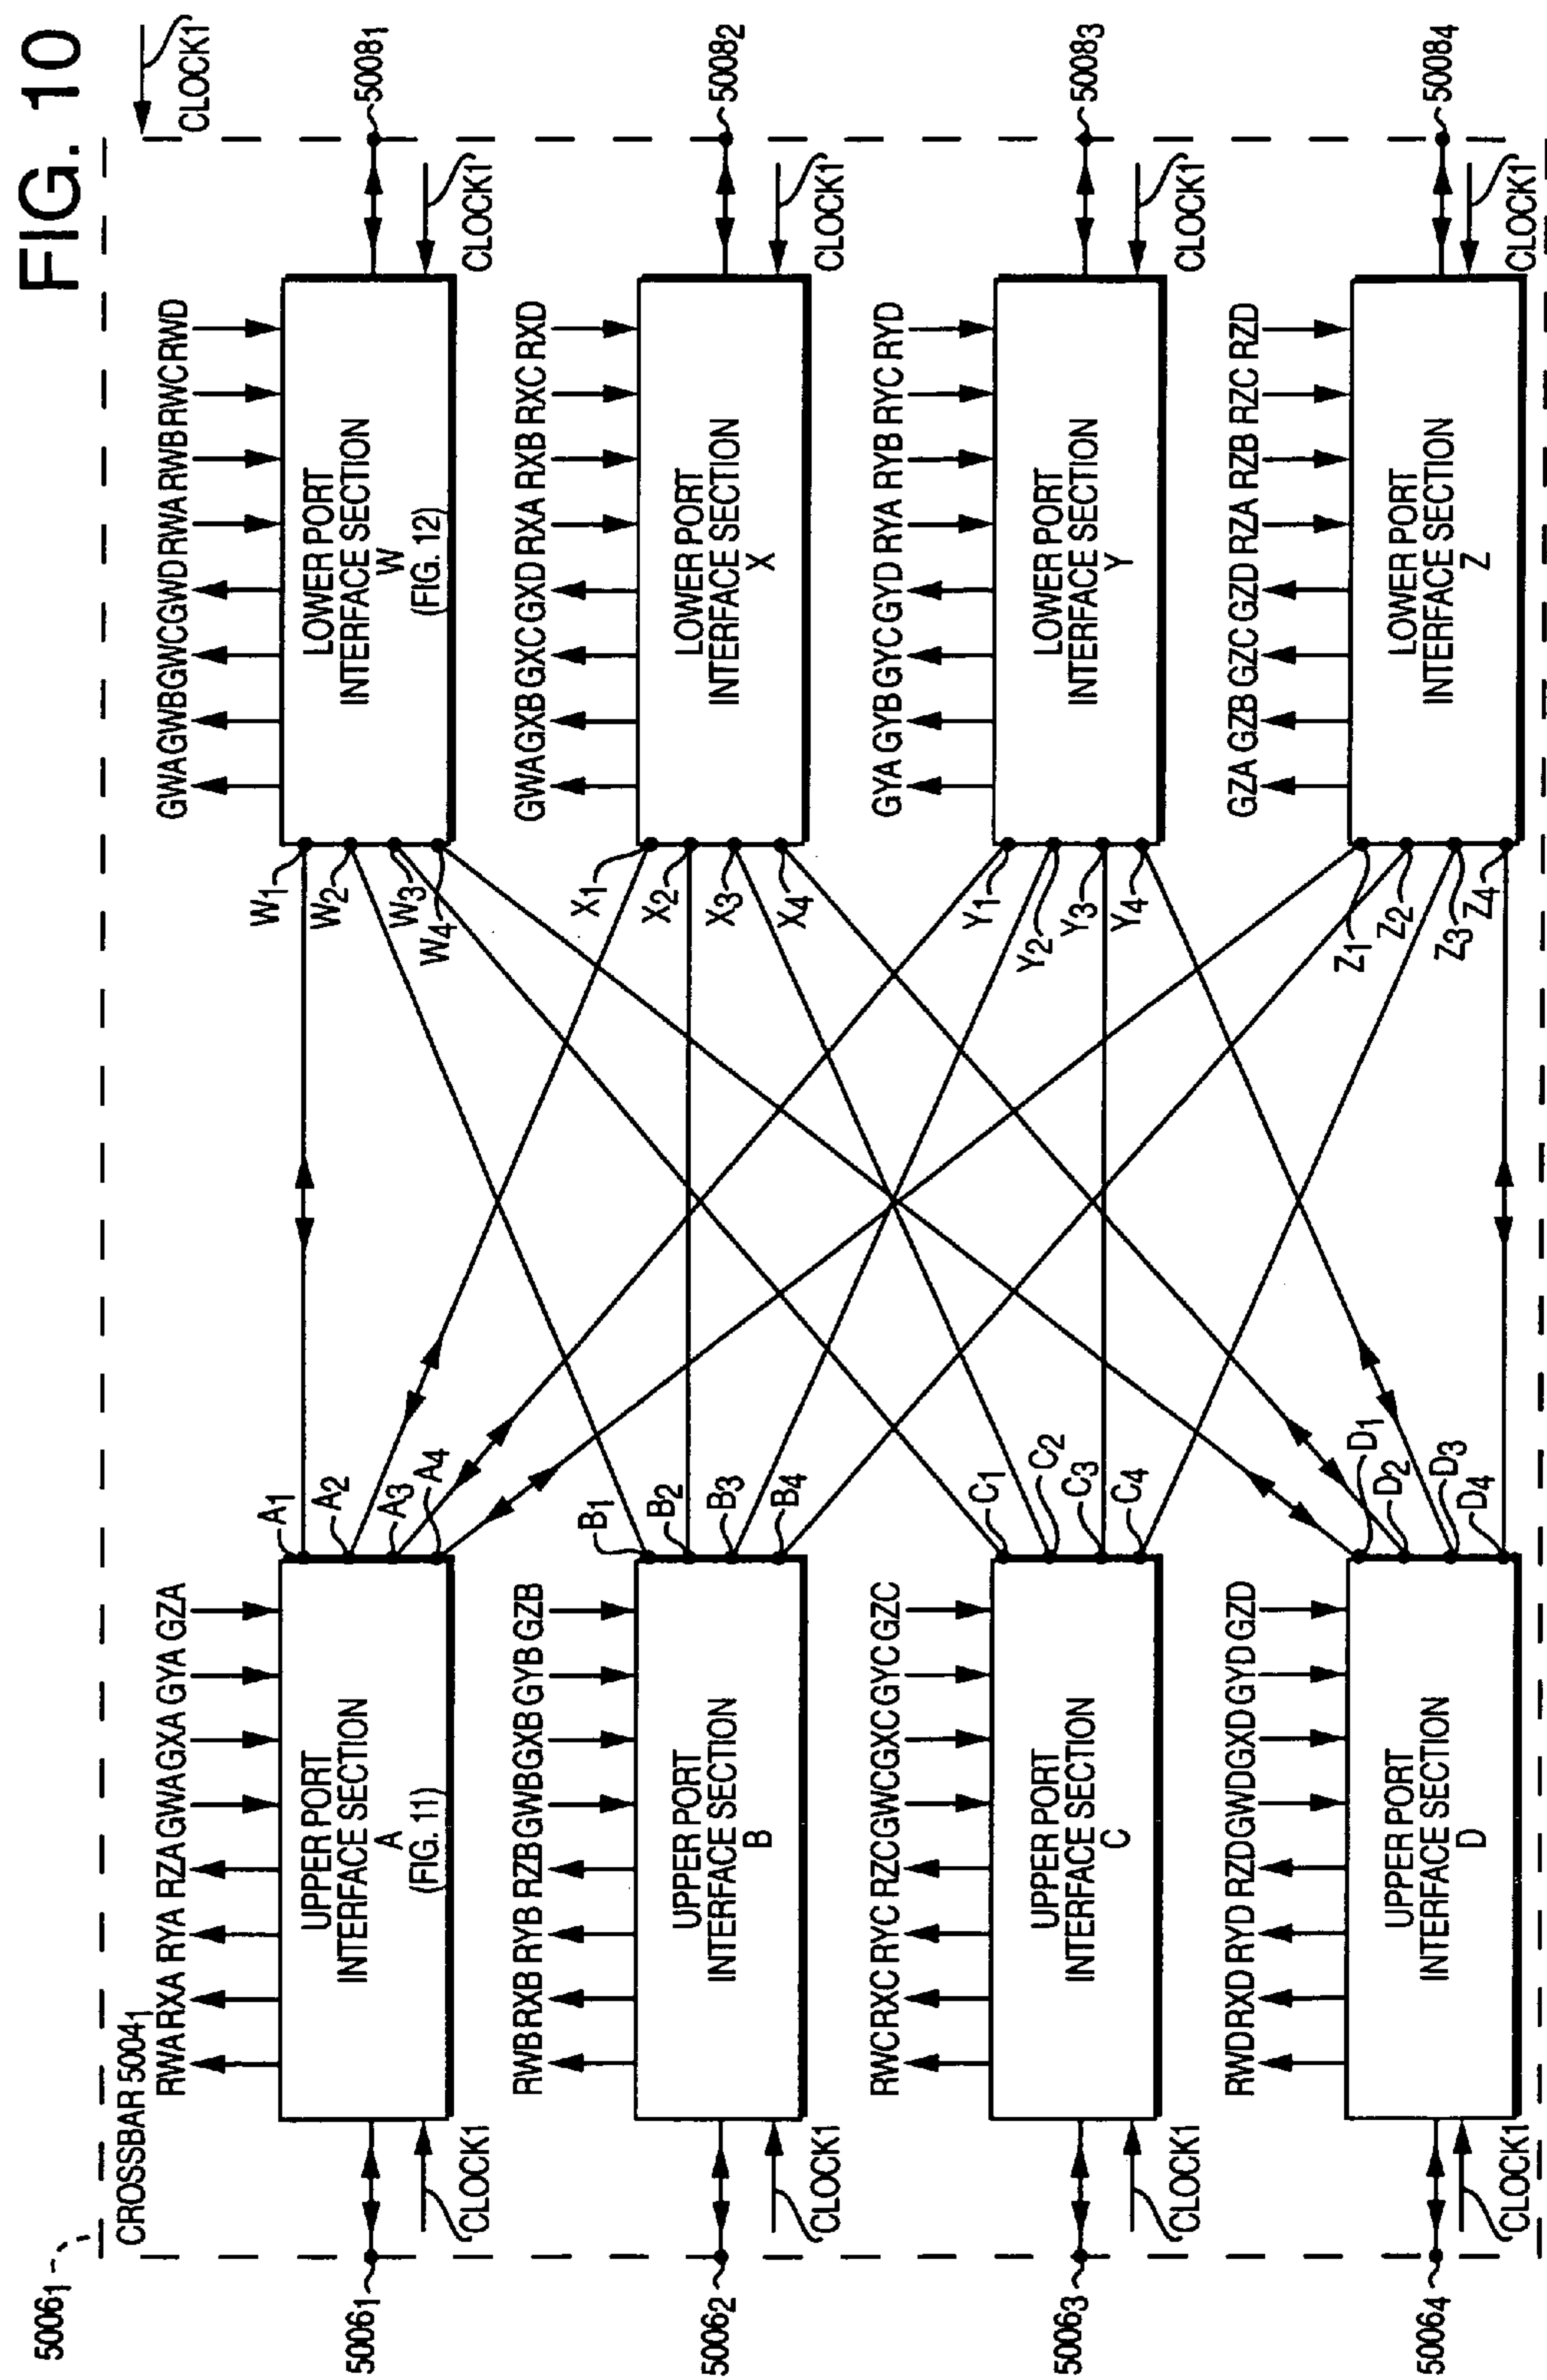 FIG. 10
CLOCK1
50061
CROSSBAR 50041
RWA RXA RYA RZA GWA GXA GYA GZA
UPPER PORT
INTERFACE SECTION
A
(FIG. 11)
50061
CLOCK1
A1
A2
A3
A4
GWA GWB GWC GWD RWA RWB RWC RWD
LOWER PORT
INTERFACE SECTION
W
(FIG. 12)
W1
W2
W3
W4
50081
CLOCK1
RWB RXB RYB RZB GWB GXB GYB GZB
UPPER PORT
INTERFACE SECTION
B
50062
CLOCK1
B1
B2
B3
B4
GWA GXB GXC GXD RXA RXB RXC RXD
LOWER PORT
INTERFACE SECTION
X
X1
X2
X3
X4
50082
CLOCK1
RWC RXC RYC RZC GWC GXC GYC GZC
UPPER PORT
INTERFACE SECTION
C
50063
CLOCK1
C1
C2
C3
C4
GYA GYB GYC GYD RYA RYB RYC RYD
LOWER PORT
INTERFACE SECTION
Y
Y1
Y2
Y3
Y4
50083
CLOCK1
RWD RXD RYD RZD GWD GXD GYD GZD
UPPER PORT
INTERFACE SECTION
D
50064
CLOCK1
D1
D2
D3
D4
GZA GZB GZC GZD RZA RZB RZC RZD
LOWER PORT
INTERFACE SECTION
Z
Z1
Z2
Z3
Z4
50084
CLOCK1